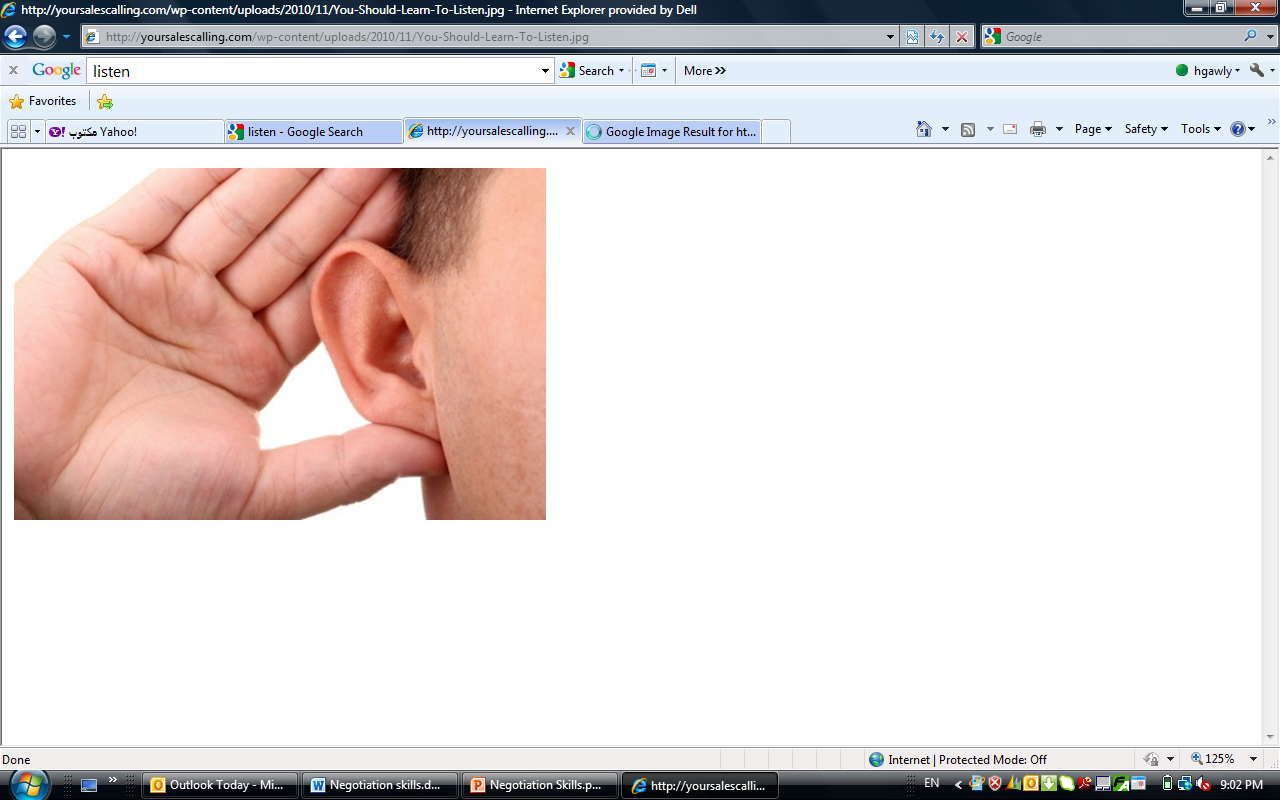 http://yoursalescalling.com/wp-content/uploads/2010/11/You-Should-Learn-To-Listen.jpg - Internet Explorer provided by Dell
http://yoursalescalling.com/wp-content/uploads/2010/11/You-Should-Learn-To-Listen.jpg Google
x Google listen Search More hgawly
Favorites
Y! مكتوب Yahoo! listen - Google Search http://yoursalescalling.... Google Image Result for ht... Page Safety Tools
Done Internet | Protected Mode: Off 125%
Outlook Today - Mi... Negotiation skills.d... Negotiation Skills.p... http://yoursalescalli... EN 9:02 PM